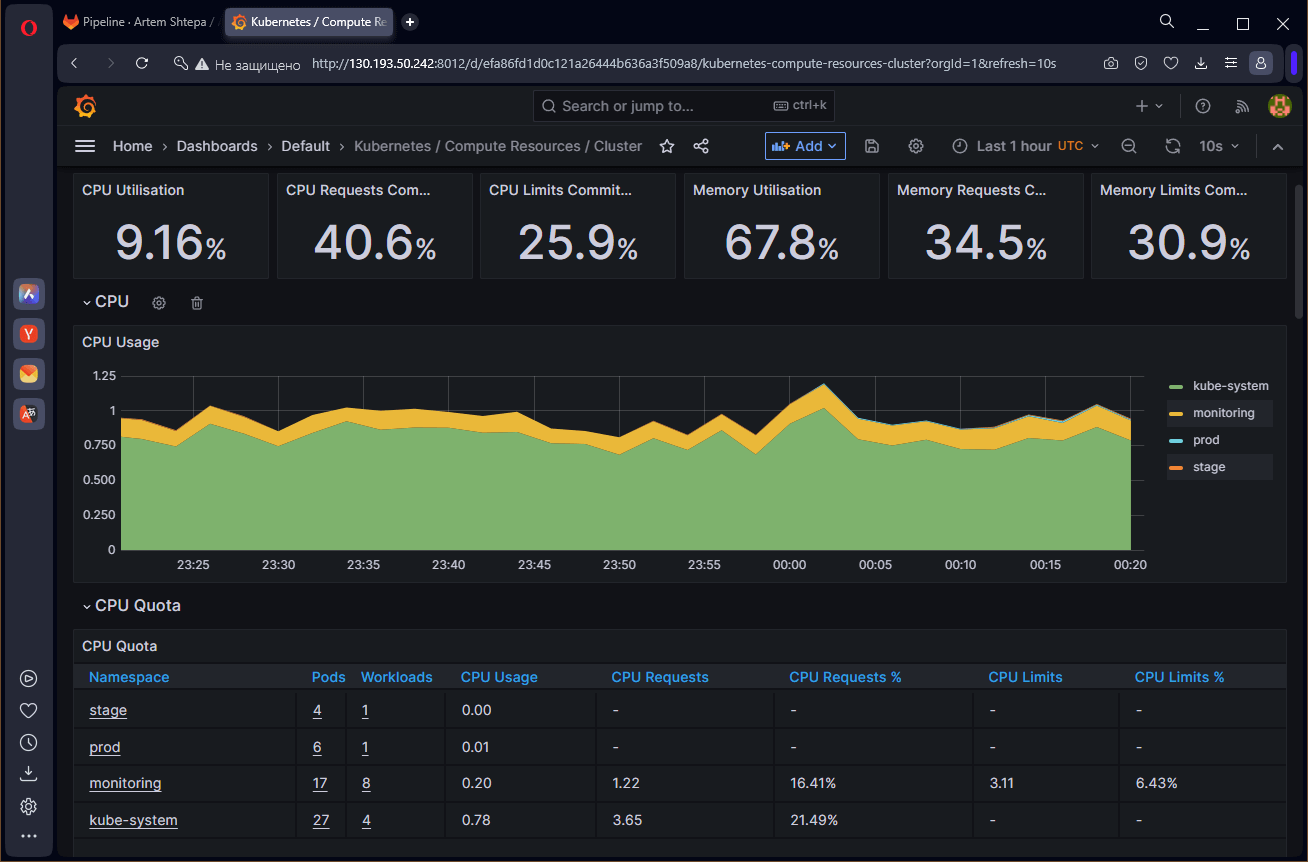 Pipeline · Artem Shtepa /
Kubernetes / Compute Re
Не защищено http://130.193.50.242:8012/d/efa86fd1d0c121a26444b636a3f509a8/kubernetes-compute-resources-cluster?orgId=1&refresh=10s
Search or jump to... ctrl+k
Home › Dashboards › Default › Kubernetes / Compute Resources / Cluster Add Last 1 hour UTC 10s
CPU Utilisation CPU Requests Com... CPU Limits Commit... Memory Utilisation Memory Requests C... Memory Limits Com...
9.16% 40.6% 25.9% 67.8% 34.5% 30.9%
CPU
CPU Usage
1.25
1
0.750
0.500
0.250
0
23:25 23:30 23:35 23:40 23:45 23:50 23:55 00:00 00:05 00:10 00:15 00:20
kube-system
monitoring
prod
stage
CPU Quota
CPU Quota
Namespace Pods Workloads CPU Usage CPU Requests CPU Requests % CPU Limits CPU Limits %
stage 4 1 0.00 - - - -
prod 6 1 0.01 - - - -
monitoring 17 8 0.20 1.22 16.41% 3.11 6.43%
kube-system 27 4 0.78 3.65 21.49% - -